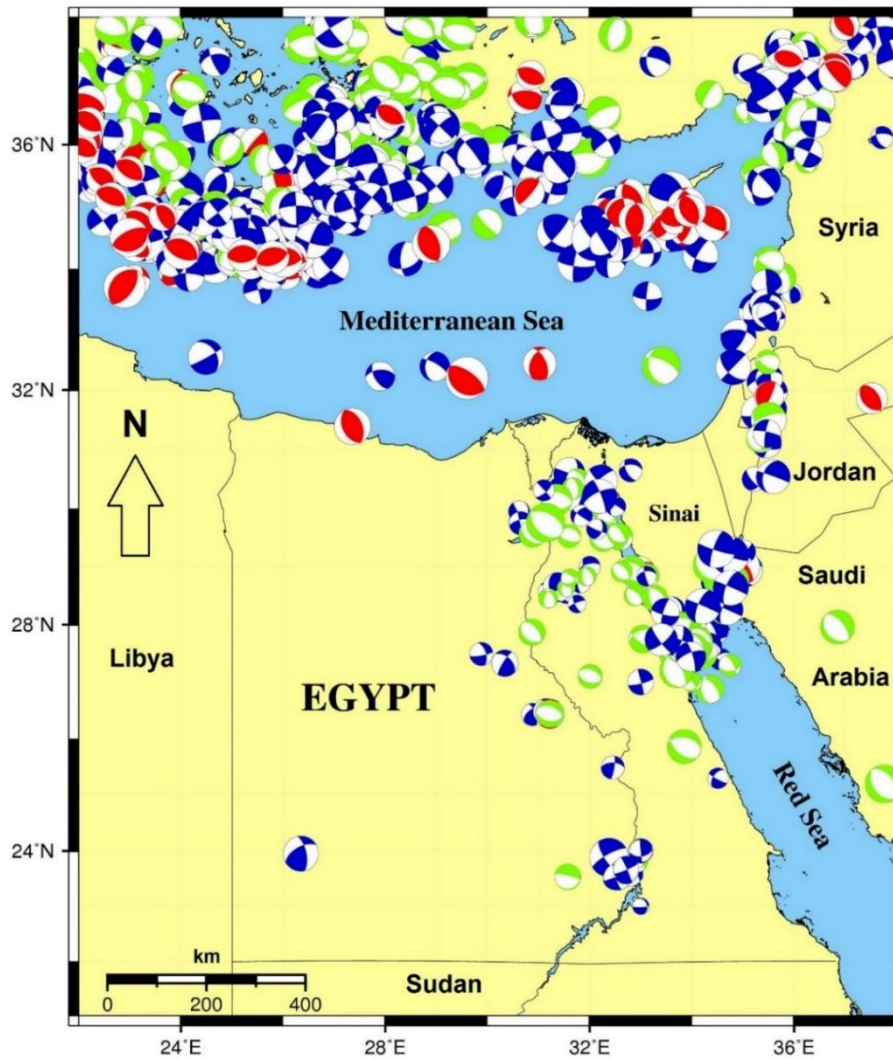 36°N
Syria
Mediterranean Sea
32°N
N
Jordan
Sinai
Saudi
28°N
Libya
Arabia
EGYPT
Red Sea
24°N
km
Sudan
0 200 400
24°E 28°E 32°E 36°E